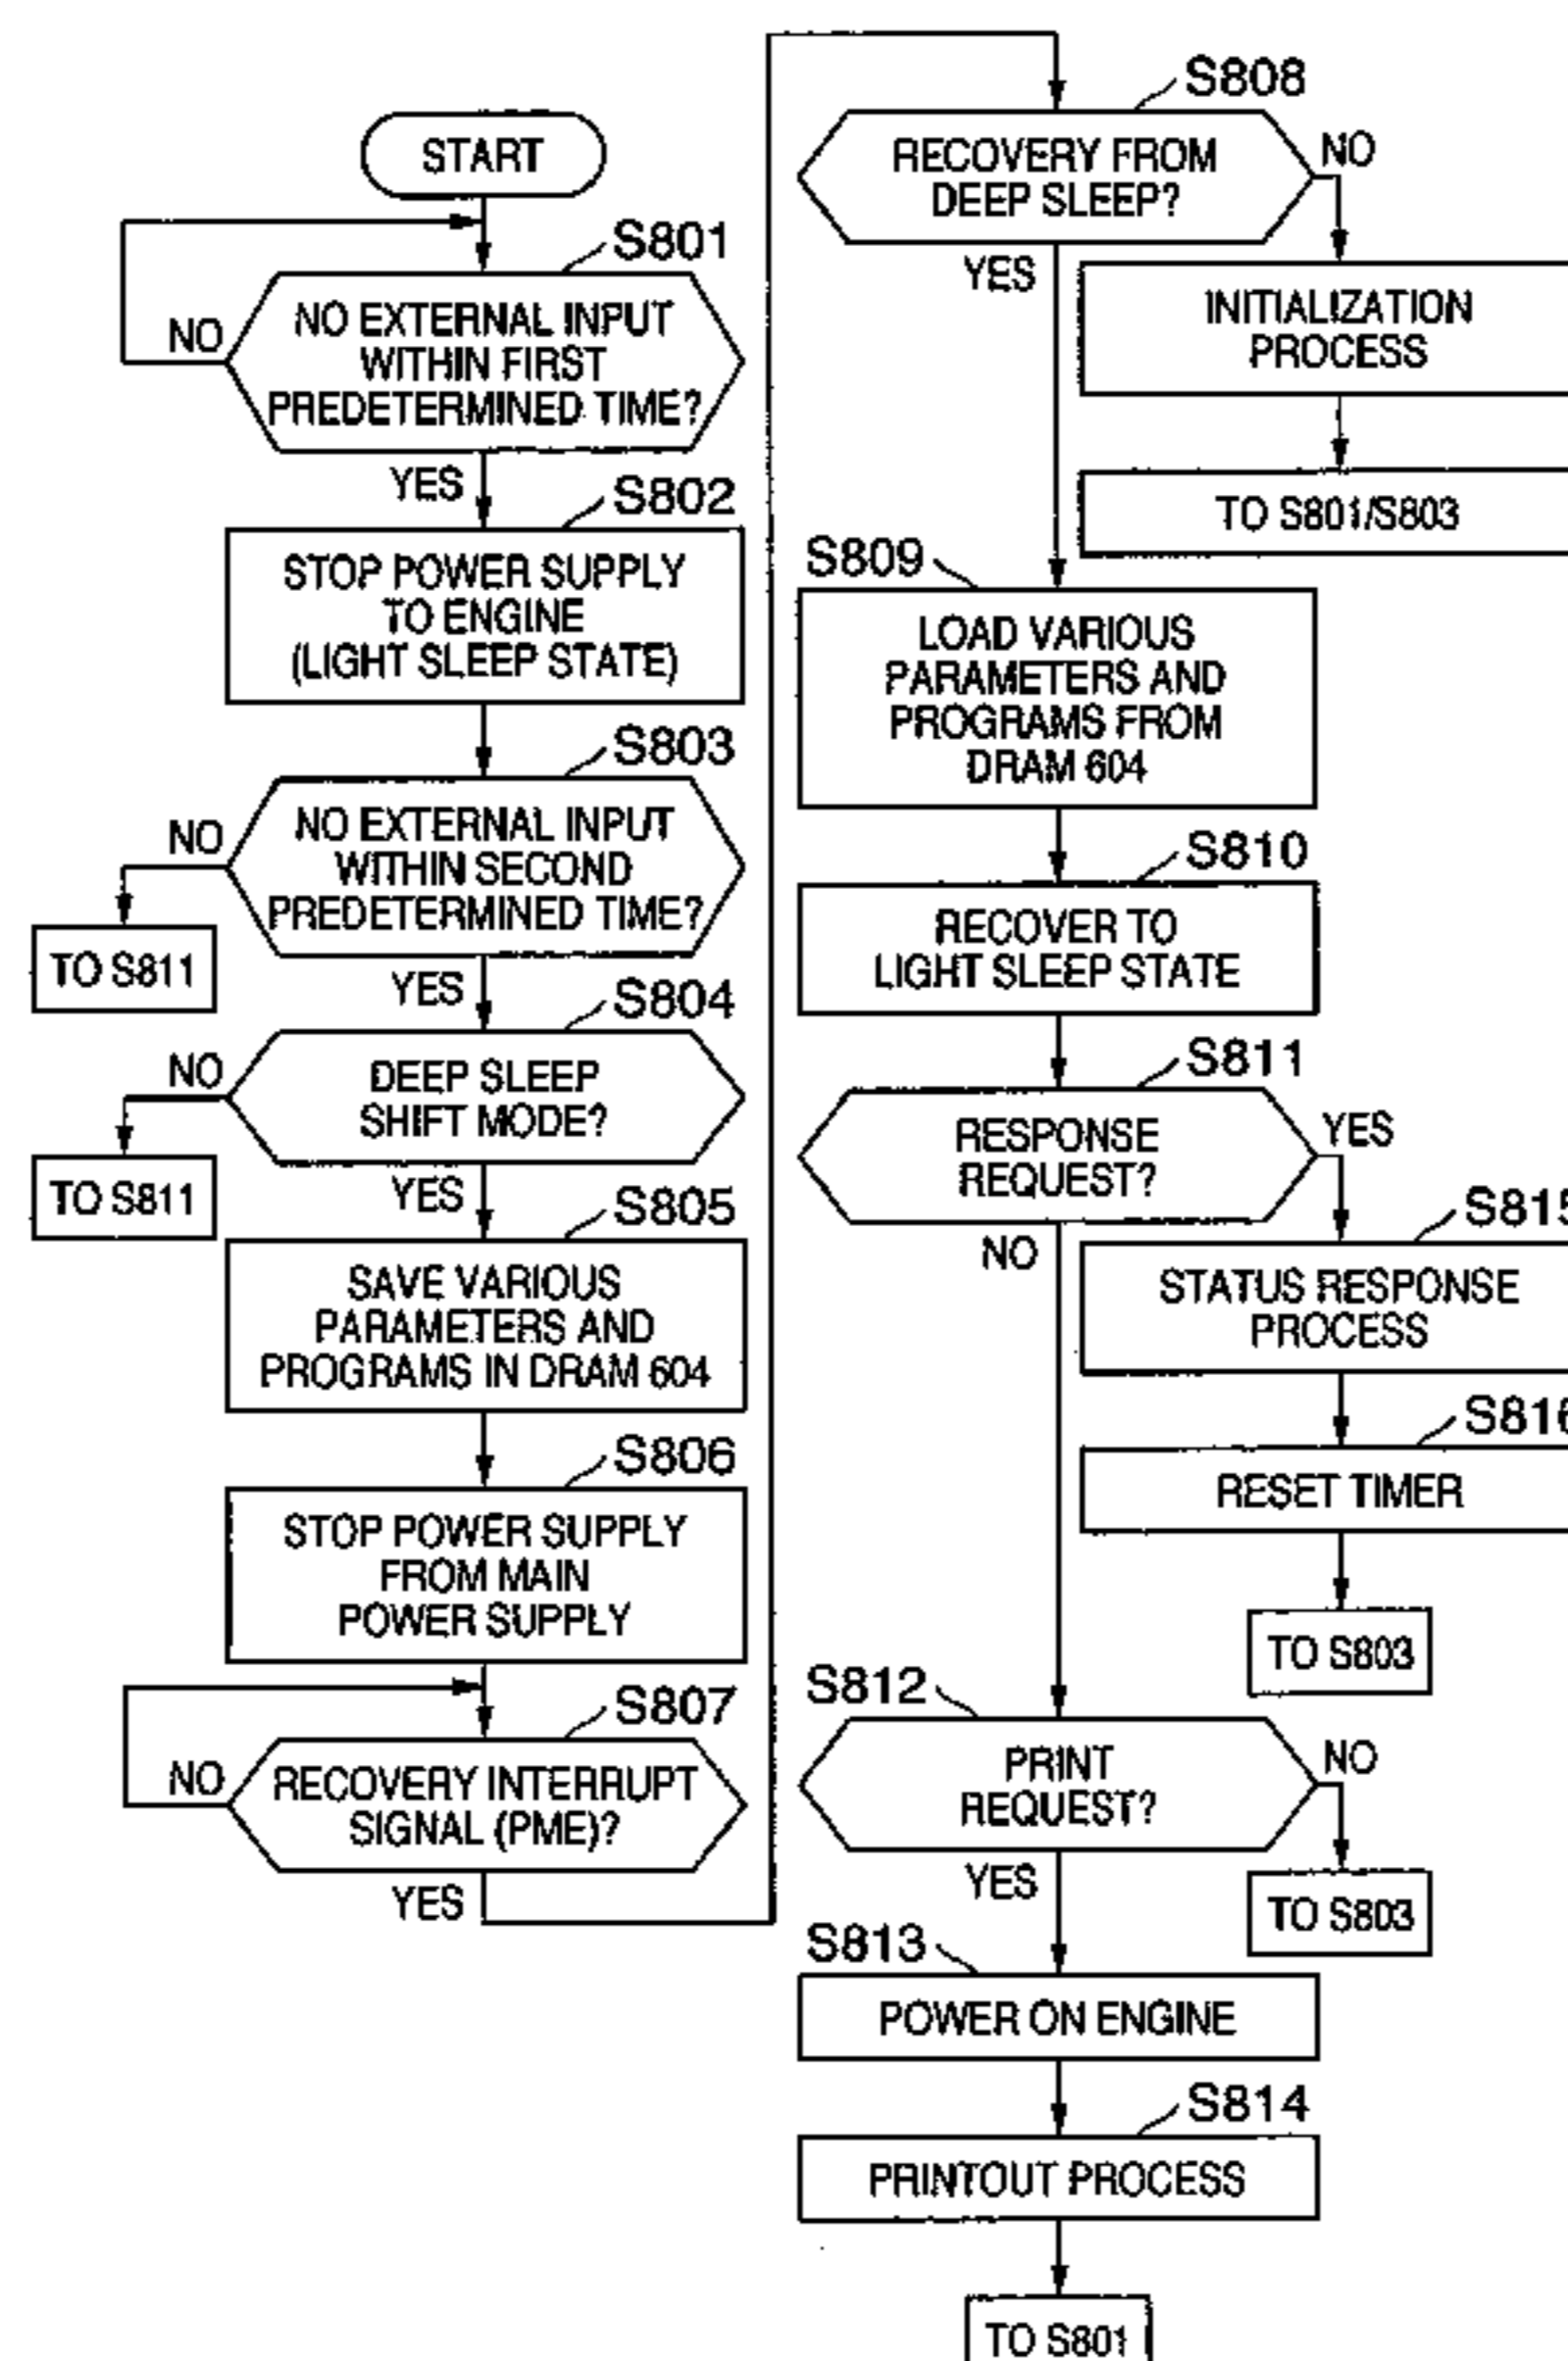 START
S801
NO EXTERNAL INPUT
WITHIN FIRST
PREDETERMINED TIME?
NO
YES
S802
STOP POWER SUPPLY
TO ENGINE
(LIGHT SLEEP STATE)
S803
NO EXTERNAL INPUT
WITHIN SECOND
PREDETERMINED TIME?
NO
TO S811
YES
S804
DEEP SLEEP
SHIFT MODE?
NO
TO S811
YES
S805
SAVE VARIOUS
PARAMETERS AND
PROGRAMS IN DRAM 604
S806
STOP POWER SUPPLY
FROM MAIN
POWER SUPPLY
S807
RECOVERY INTERRUPT
SIGNAL (PME)?
NO
YES
S808
RECOVERY FROM
DEEP SLEEP?
NO
YES
INITIALIZATION
PROCESS
TO S801/S803
S809
LOAD VARIOUS
PARAMETERS AND
PROGRAMS FROM
DRAM 604
S810
RECOVER TO
LIGHT SLEEP STATE
S811
RESPONSE
REQUEST?
YES
NO
S815
STATUS RESPONSE
PROCESS
S816
RESET TIMER
TO S803
S812
PRINT
REQUEST?
NO
TO S803
YES
S813
POWER ON ENGINE
S814
PRINTOUT PROCESS
TO S801